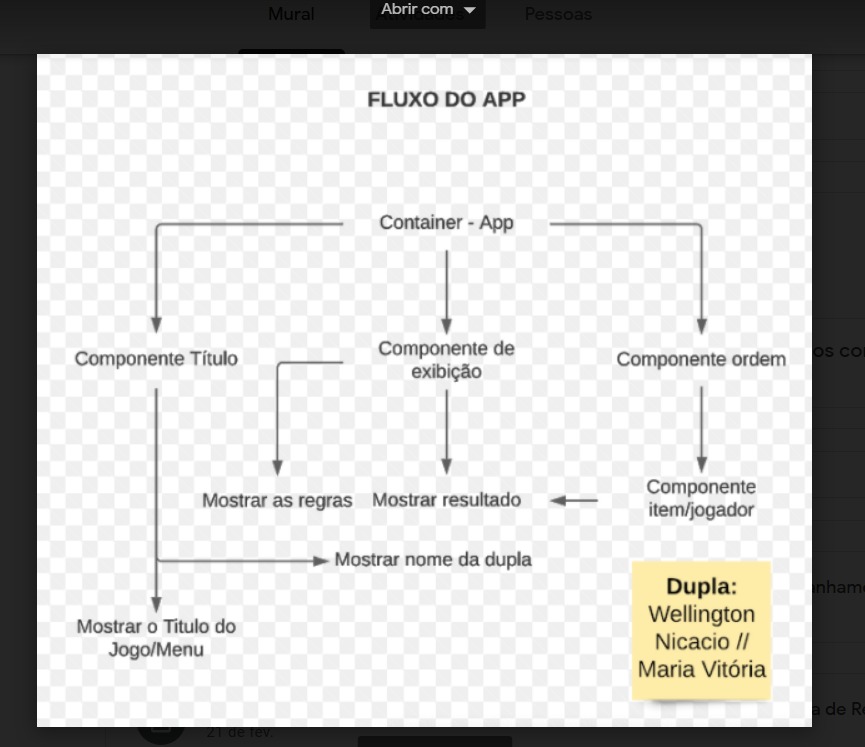 Mural
Abrir com
Atividades
Pessoas
FLUXO DO APP
Container - App
Componente Título
Componente de
exibição
Componente ordem
os co
Mostrar as regras
Mostrar resultado
Componente
item/jogador
Mostrar nome da dupla
Mostrar o Titulo do
Jogo/Menu
Dupla:
Wellington
Nicacio //
Maria Vitória
nham
a de R
21 de fev.